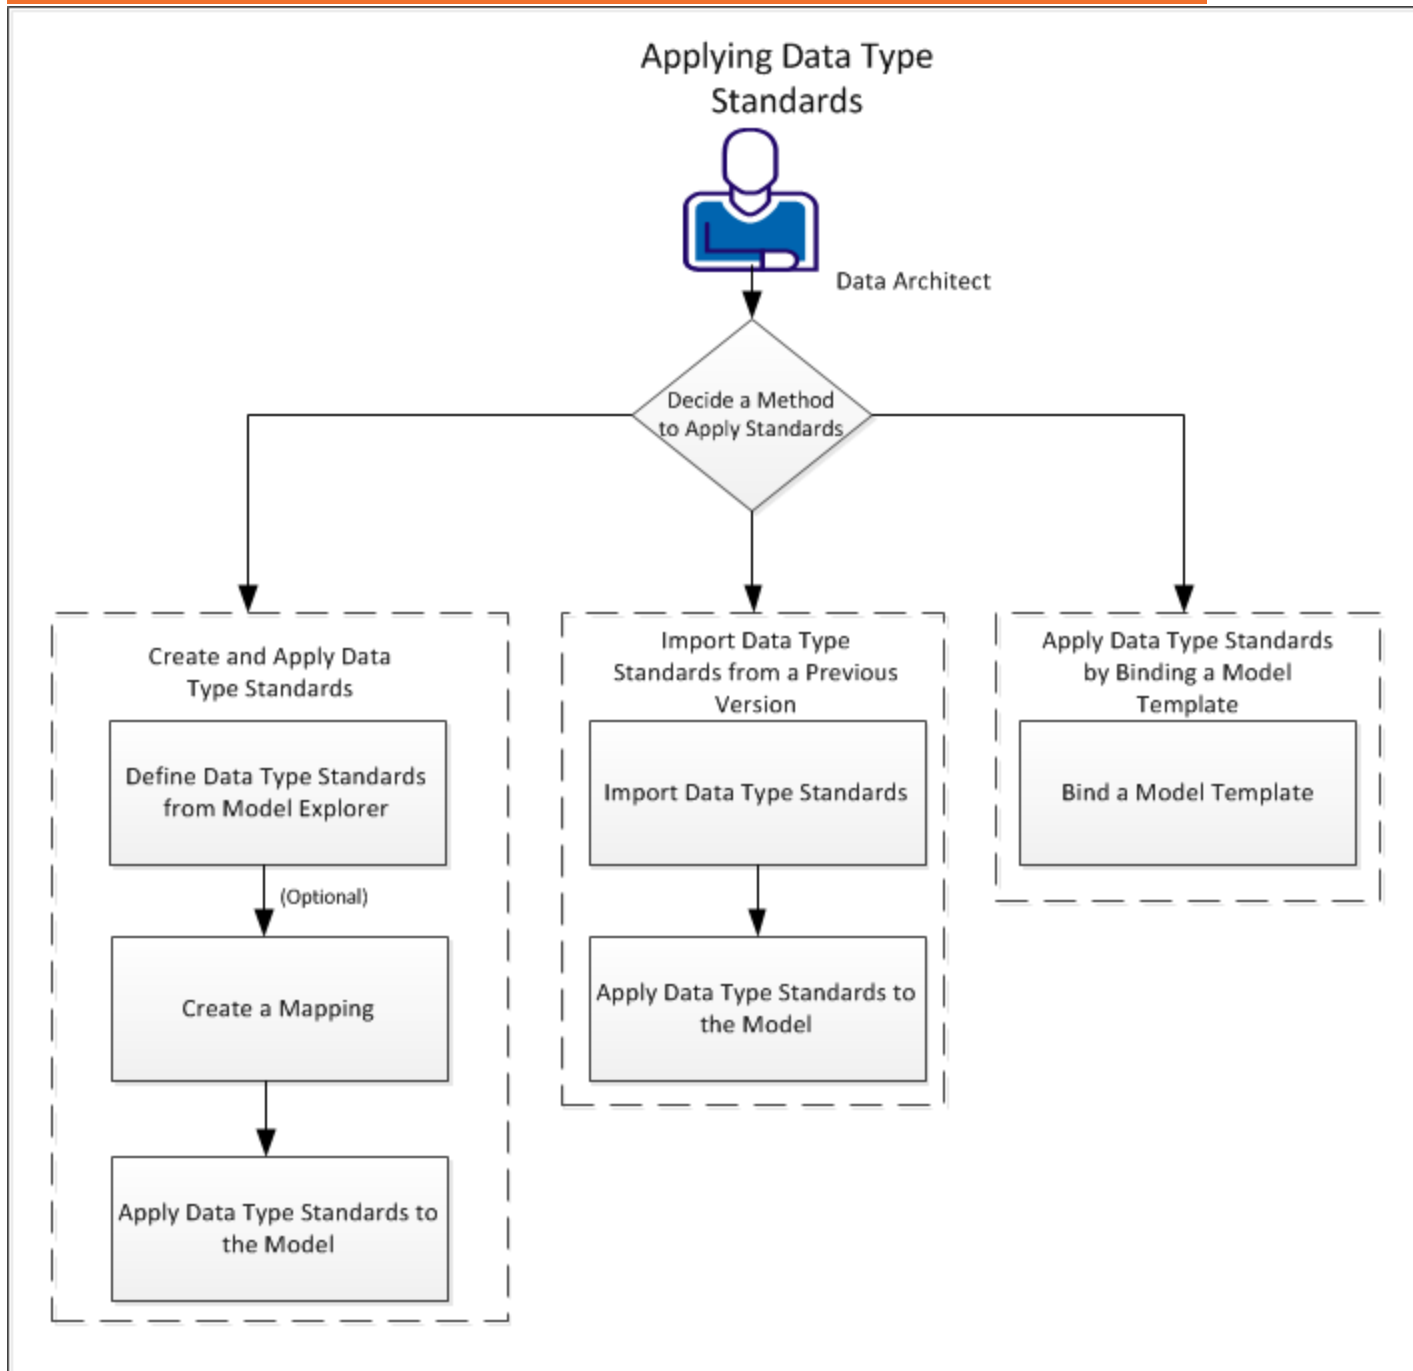 Applying Data Type
Standards
Data Architect
Decide a Method
to Apply Standards
Create and Apply Data
Type Standards
Define Data Type Standards
from Model Explorer
(Optional)
Create a Mapping
Apply Data Type Standards to
the Model
Import Data Type
Standards from a Previous
Version
Import Data Type Standards
Apply Data Type Standards to
the Model
Apply Data Type Standards
by Binding a Model
Template
Bind a Model Template